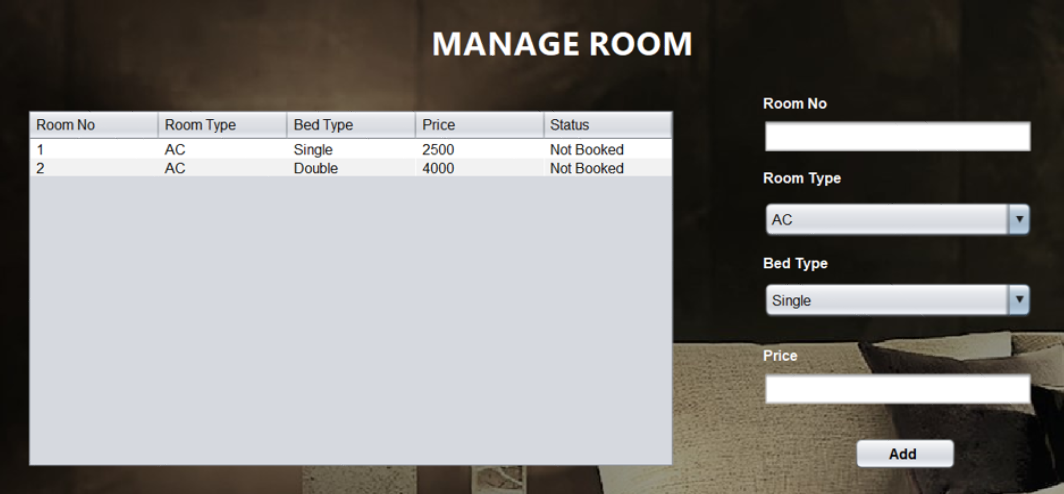 MANAGE ROOM
Room No Room Type Bed Type Price Status
1 AC Single 2500 Not Booked
2 AC Double 4000 Not Booked
Room No
Room Type
AC
Bed Type
Single
Price
Add